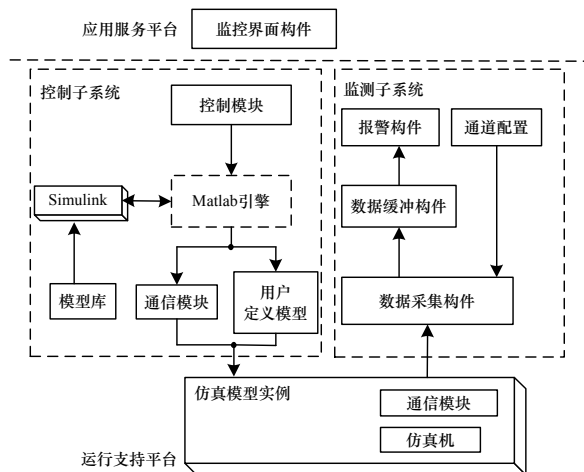 应用服务平台
监控界面构件
控制子系统
控制模块
Simulink
Matlab引擎
模型库
通信模块
用户
定义模型
监测子系统
报警构件
通道配置
数据缓冲构件
数据采集构件
仿真模型实例
通信模块
仿真机
运行支持平台